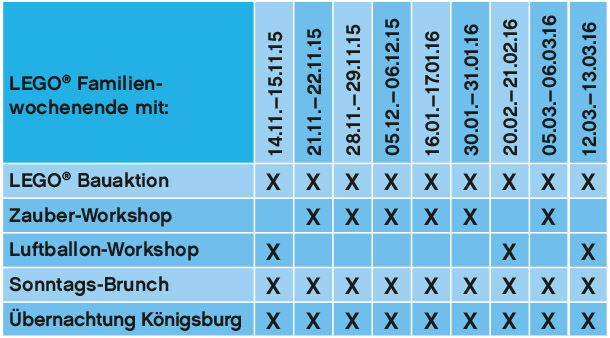 LEGO® Familien-
wochenende mit:
14.11.–15.11.15
21.11.–22.11.15
28.11.–29.11.15
05.12.–06.12.15
16.01.–17.01.16
30.01.–31.01.16
20.02.–21.02.16
05.03.–06.03.16
12.03.–13.03.16
LEGO® Bauaktion X X X X X X X X X
Zauber-Workshop X X X X X X
Luftballon-Workshop X X X
Sonntags-Brunch X X X X X X X X X
Übernachtung Königsburg X X X X X X X X X